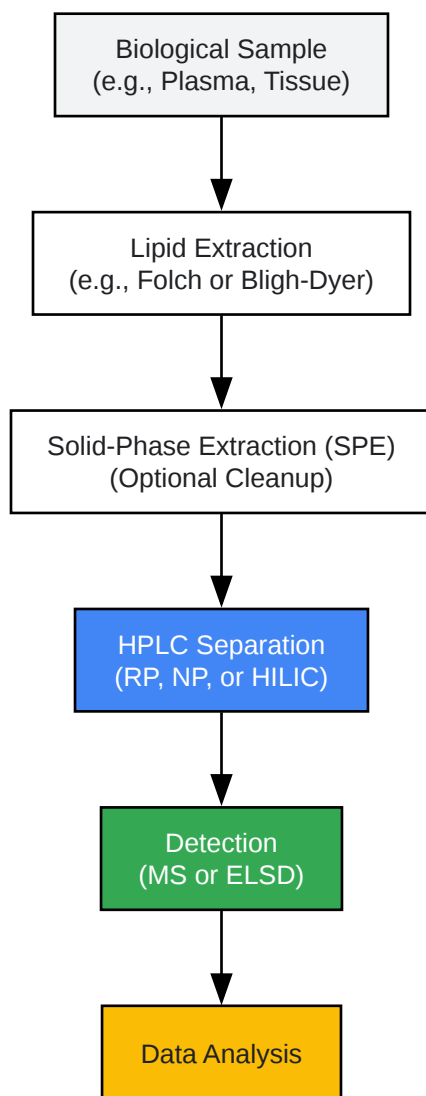 Biological Sample
(e.g., Plasma, Tissue)
Lipid Extraction
(e.g., Folch or Bligh-Dyer)
Solid-Phase Extraction (SPE)
(Optional Cleanup)
HPLC Separation
(RP, NP, or HILIC)
Detection
(MS or ELSD)
Data Analysis